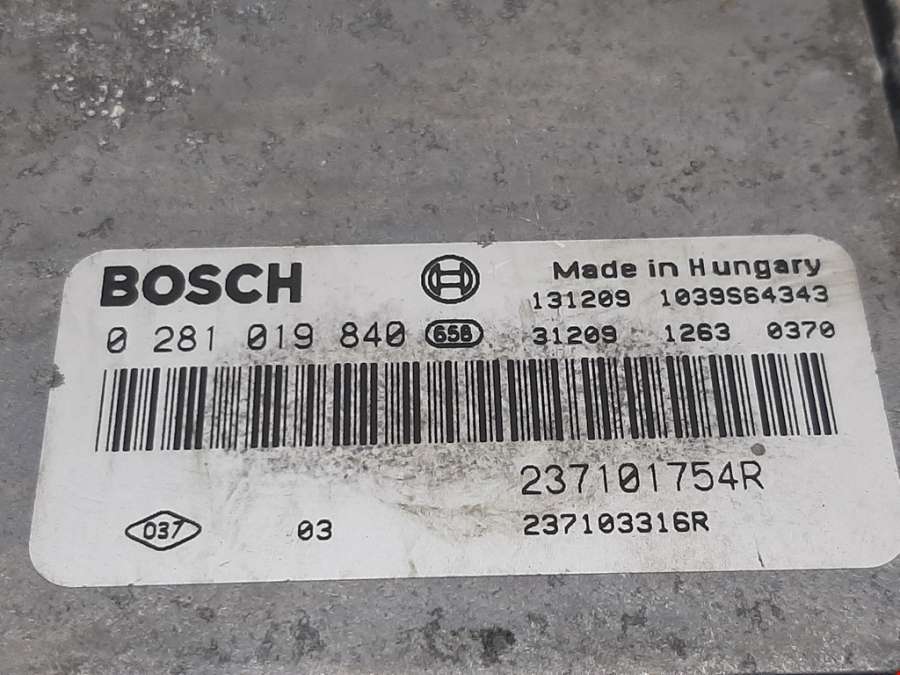 BOSCH
Made in Hungary
131209 1039S64343
0 281 019 840 658
31209 1263 0370
237101754R
037 03
237103316R